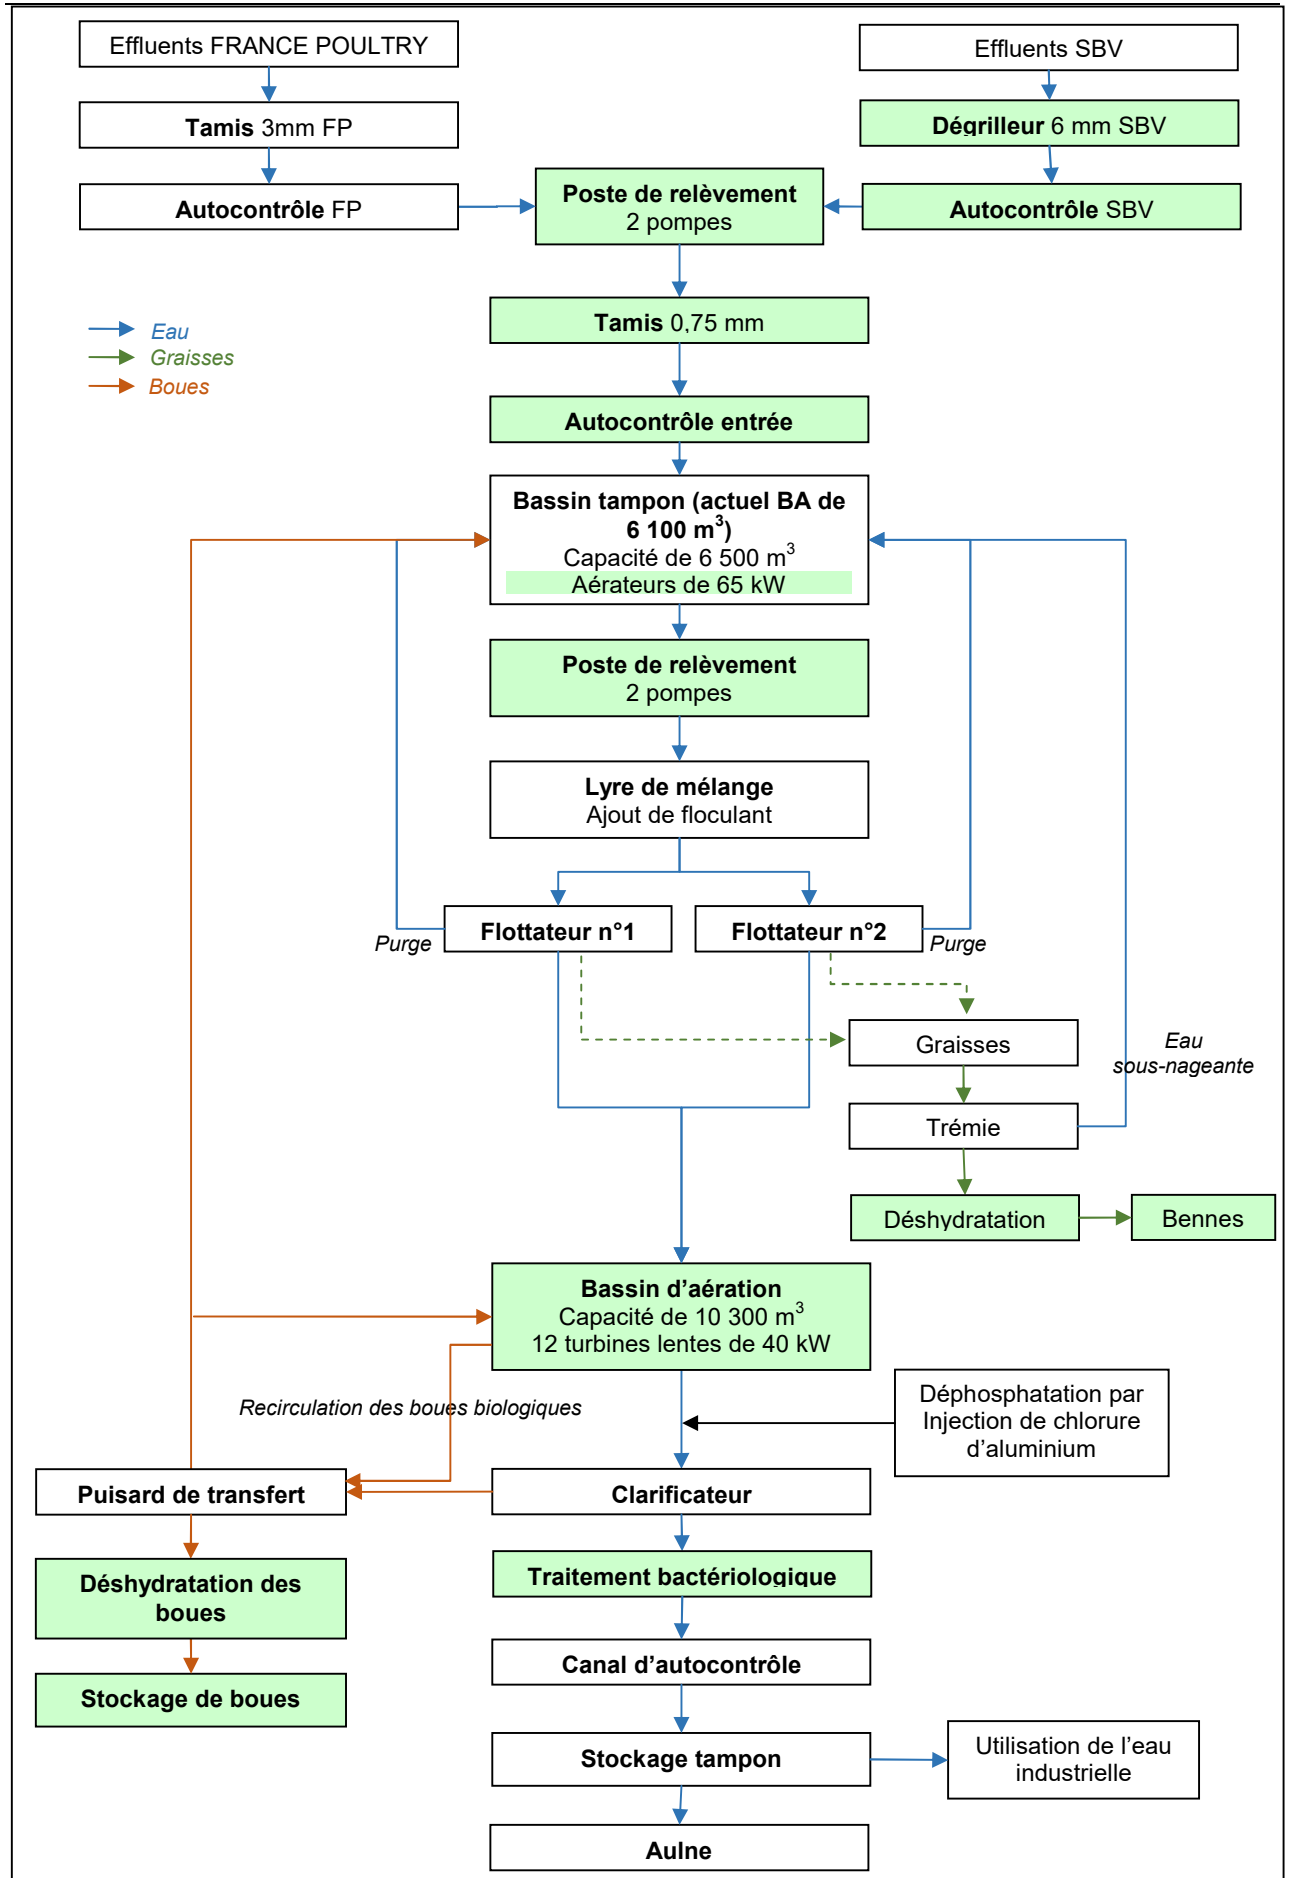 Effluents FRANCE POULTRY
Effluents SBV
Tamis 3mm FP
Dégrilleur 6 mm SBV
Autocontrôle FP
Poste de relèvement
2 pompes
Autocontrôle SBV
Tamis 0,75 mm
Eau
Graisses
Boues
Autocontrôle entrée
Bassin tampon (actuel BA de
6 100 m³)
Capacité de 6 500 m³
Aérateurs de 65 kW
Poste de relèvement
2 pompes
Lyre de mélange
Ajout de floculant
Flottateur n°1
Flottateur n°2
Purge
Purge
Graisses
Eau
sous-nageante
Trémie
Déshydratation
Bennes
Bassin d'aération
Capacité de 10 300 m³
12 turbines lentes de 40 kW
Recirculation des boues biologiques
Déphosphatation par
Injection de chlorure
d'aluminium
Puisard de transfert
Clarificateur
Déshydratation des
boues
Traitement bactériologique
Canal d'autocontrôle
Stockage de boues
Stockage tampon
Utilisation de l'eau
industrielle
Aulne